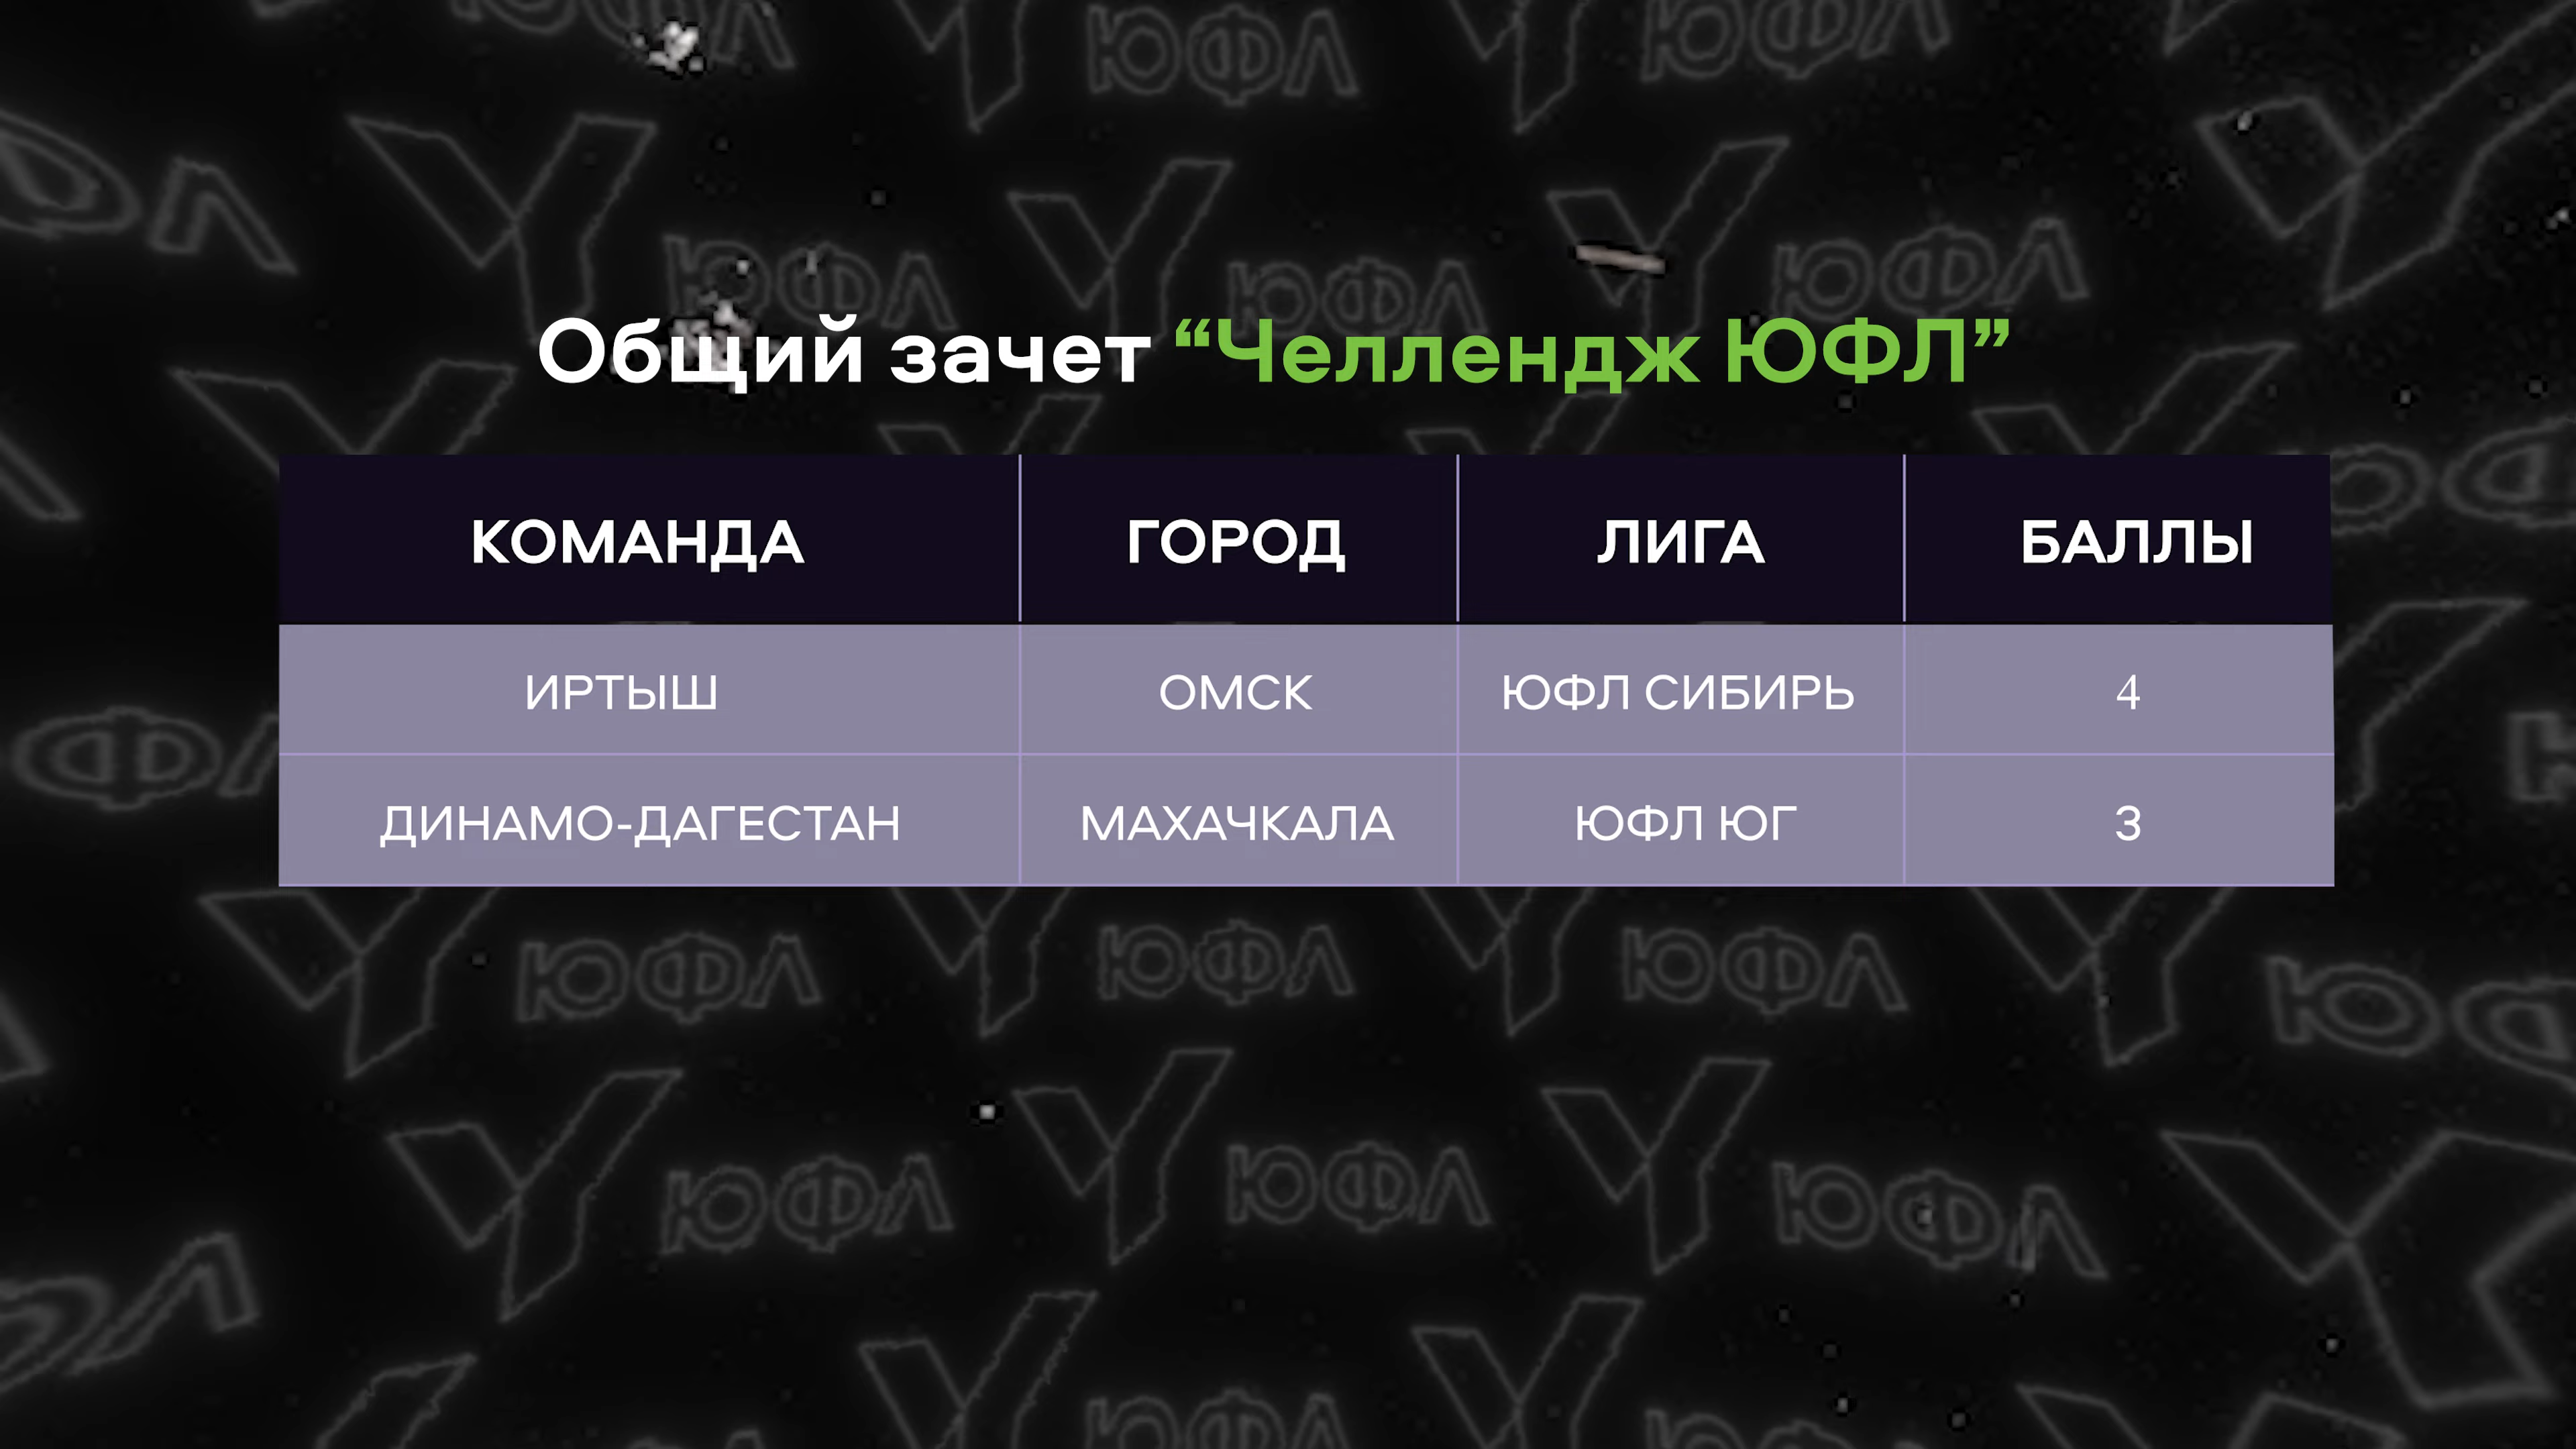 Общий зачет “Челлендж ЮФЛ”
КОМАНДА ГОРОД ЛИГА БАЛЛЫ
ИРТЫШ ОМСК ЮФЛ СИБИРЬ 4
ДИНАМО-ДАГЕСТАН МАХАЧКАЛА ЮФЛ ЮГ 3